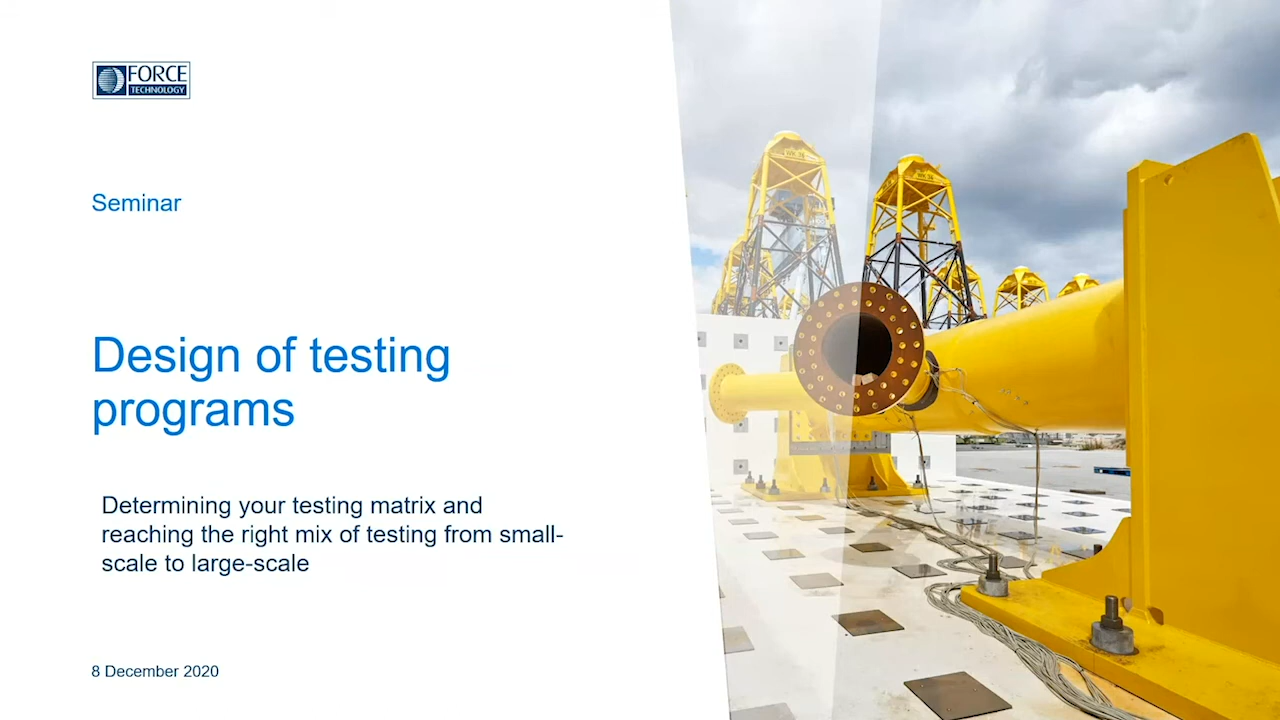 FORCE
TECHNOLOGY
Seminar
Design of testing
programs
Determining your testing matrix and
reaching the right mix of testing from small-
scale to large-scale
8 December 2020